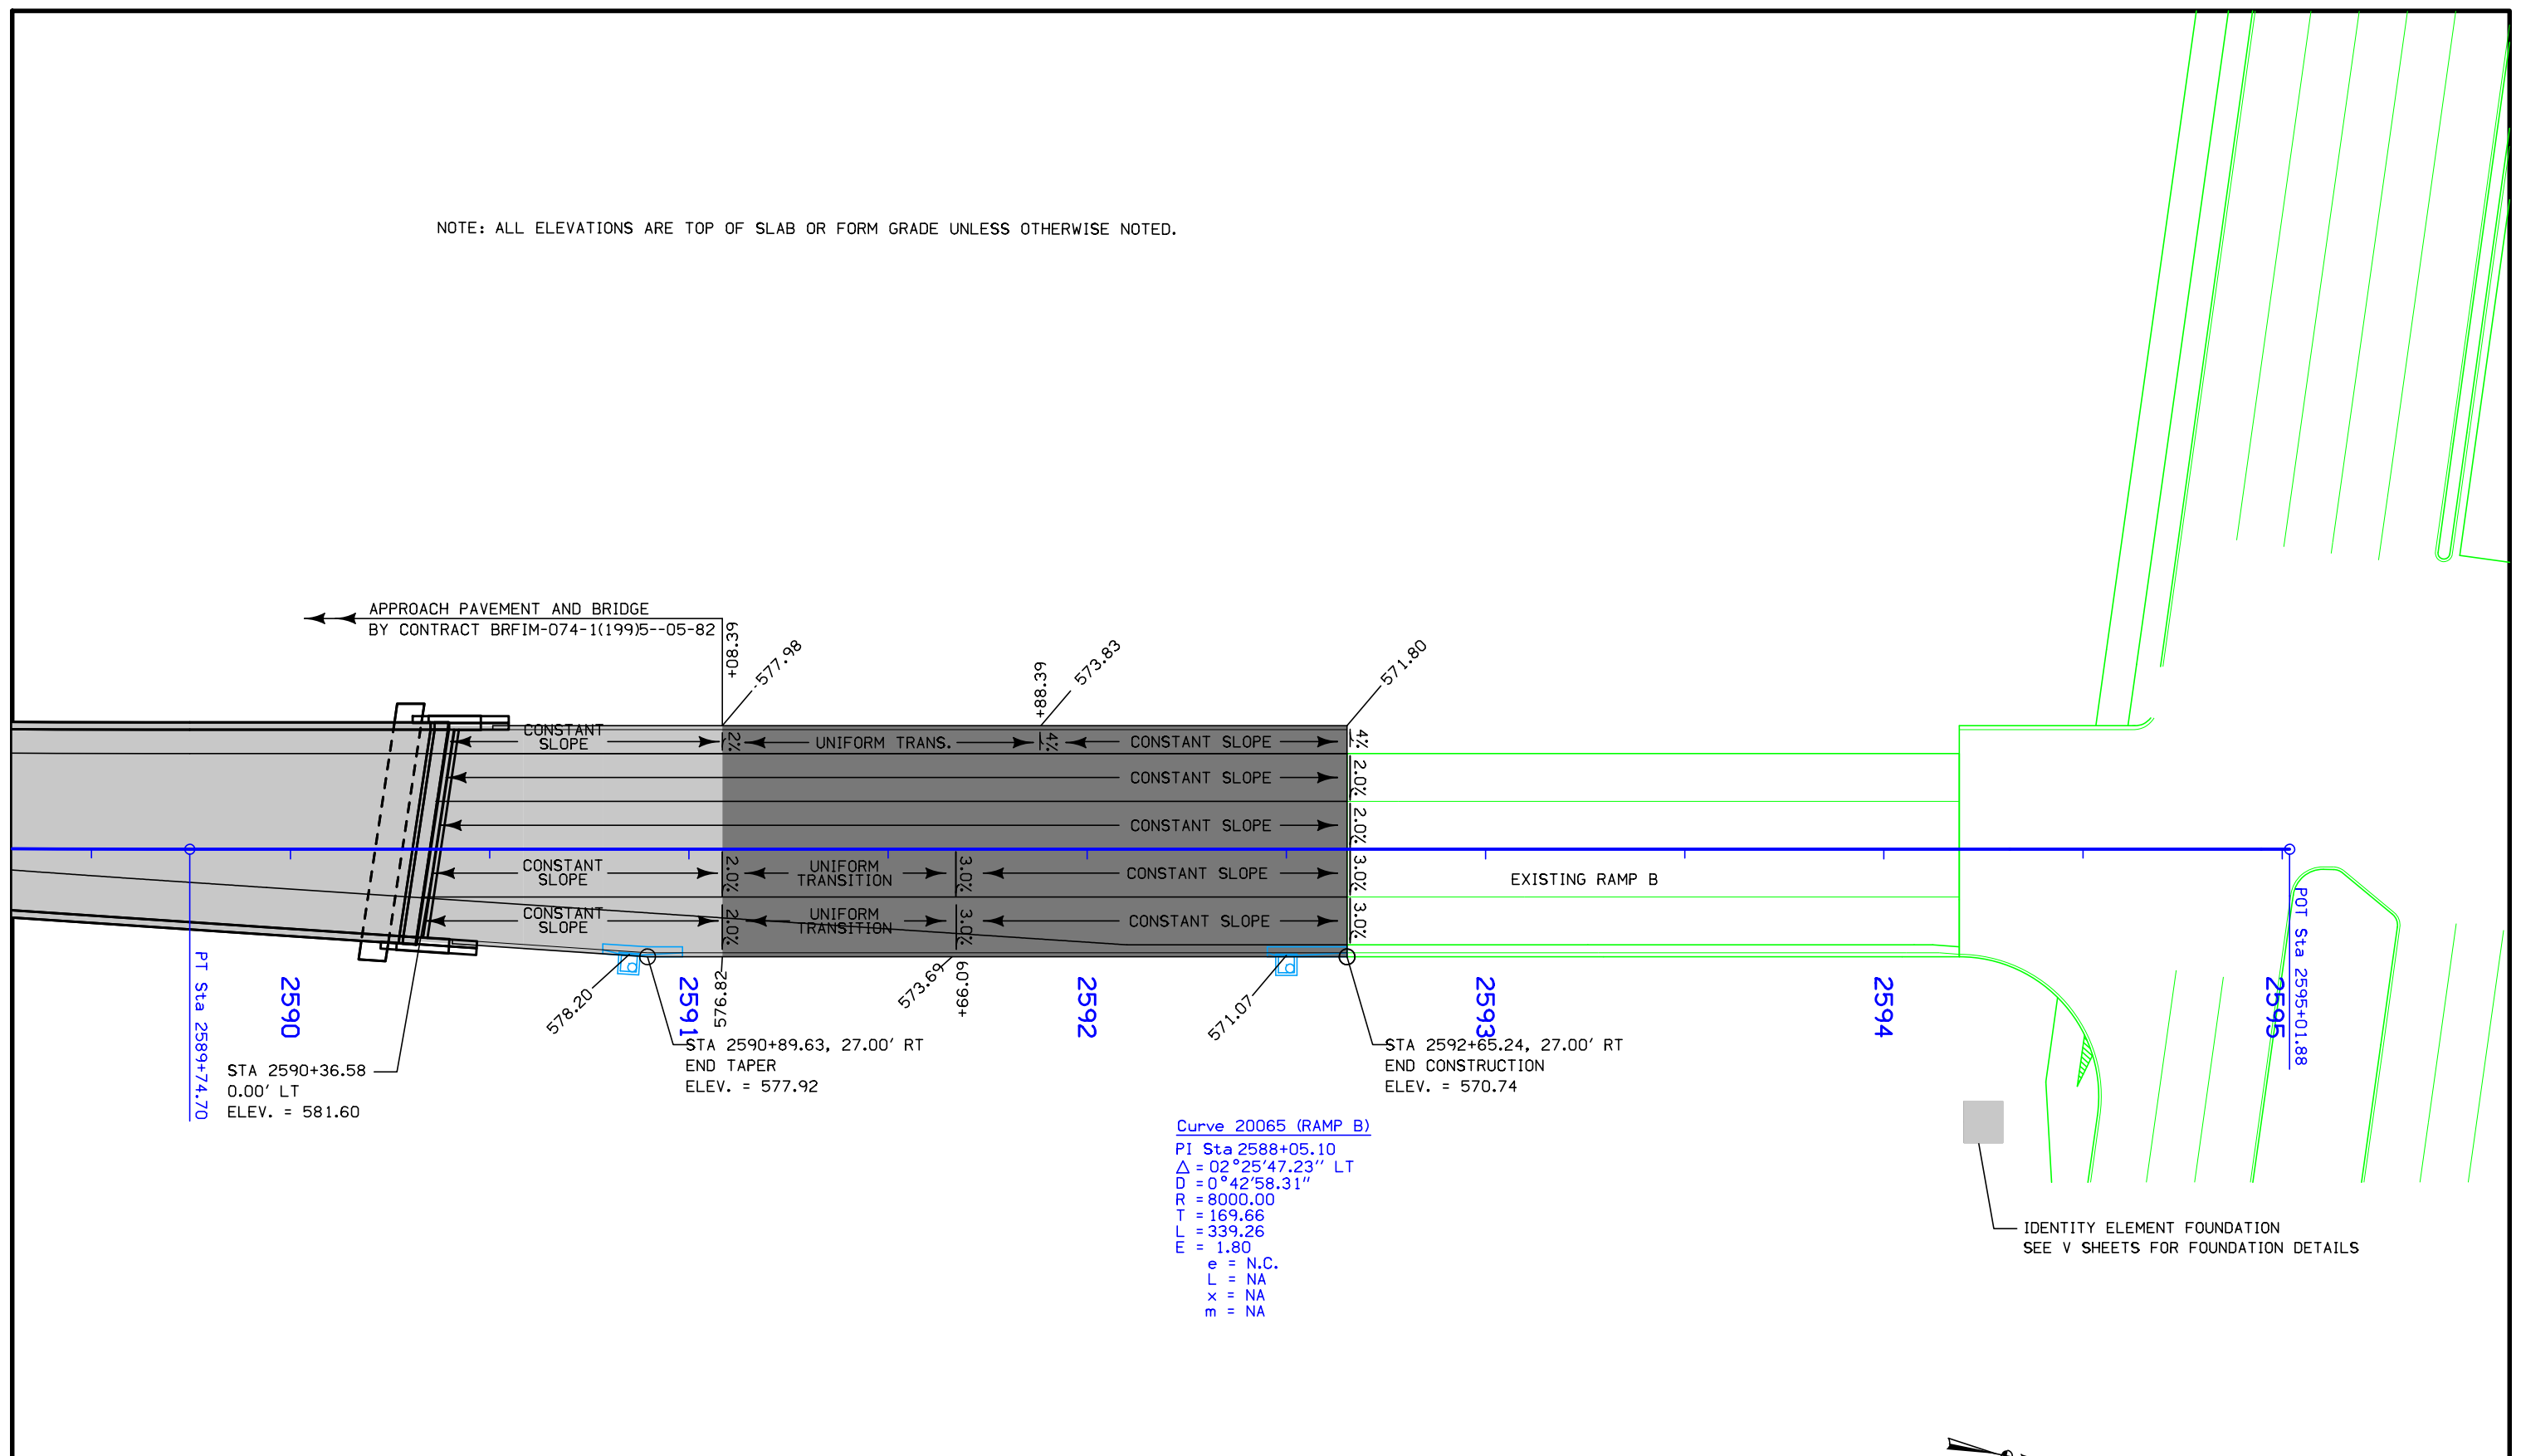 NOTE: ALL ELEVATIONS ARE TOP OF SLAB OR FORM GRADE UNLESS OTHERWISE NOTED.
APPROACH PAVEMENT AND BRIDGE
BY CONTRACT BRFIM-074-1(199)5--05-82
+08.39
577.98
+88.39
573.83
571.80
CONSTANT
SLOPE
2%
UNIFORM TRANS.
4%
CONSTANT SLOPE
4%
CONSTANT SLOPE
2.0%
CONSTANT SLOPE
2.0%
CONSTANT
SLOPE
2.0%
UNIFORM
TRANSITION
3.0%
CONSTANT SLOPE
3.0%
EXISTING RAMP B
CONSTANT
SLOPE
2.0%
UNIFORM
TRANSITION
3.0%
CONSTANT SLOPE
3.0%
PT Sta 2589+74.70
2590
578.20
2591
576.82
573.69
+66.09
2592
571.07
2593
2594
2595
POT Sta 2595+01.88
STA 2590+36.58
0.00' LT
ELEV. = 581.60
STA 2590+89.63, 27.00' RT
END TAPER
ELEV. = 577.92
STA 2592+65.24, 27.00' RT
END CONSTRUCTION
ELEV. = 570.74
Curve 20065 (RAMP B)
PI Sta 2588+05.10
△ = 02°25'47.23" LT
D = 0°42'58.31"
R = 8000.00
T = 169.66
L = 339.26
E = 1.80
e = N.C.
L = NA
x = NA
m = NA
IDENTITY ELEMENT FOUNDATION
SEE V SHEETS FOR FOUNDATION DETAILS